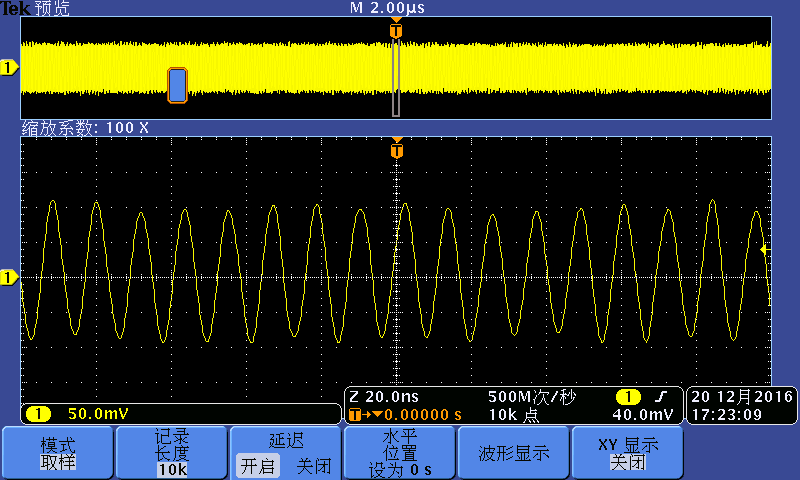 Tek 预览 M 2.00μs
T
1
缩放系数: 100 X
T
1
1 50.0mV
Z 20.0ns 500M次/秒 1
T→▼0.00000 s 10k 点 40.0mV
20 12月2016
17:23:09
模式
取样
记录
长度
10k
延迟
开启 关闭
水平
位置
设为 0 s
波形显示
XY 显示
关闭